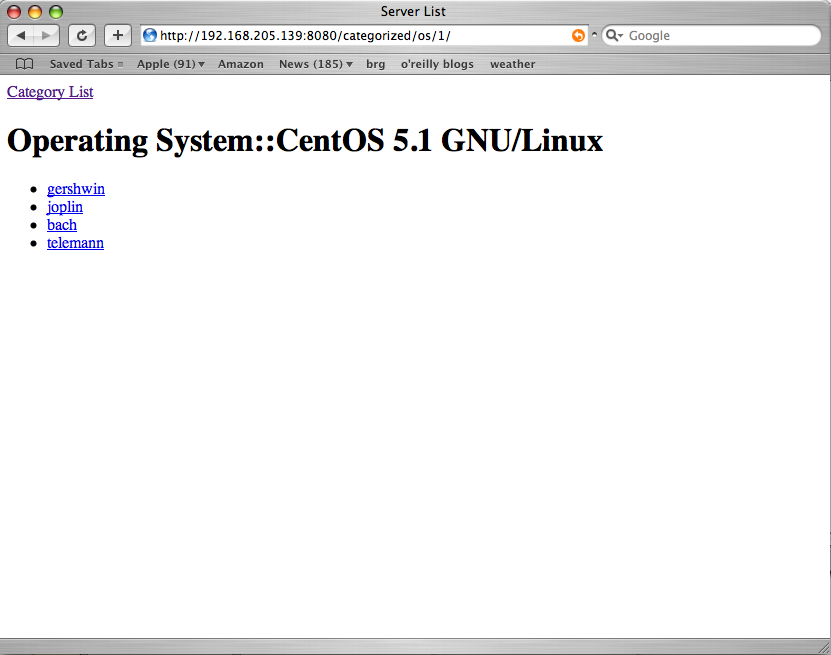 Server List
http://192.168.205.139:8080/categorized/os/1/
Google
Saved Tabs Apple (91) Amazon News (185) brg o'reilly blogs weather
Category List
Operating System::CentOS 5.1 GNU/Linux
gershwin
joplin
bach
telemann